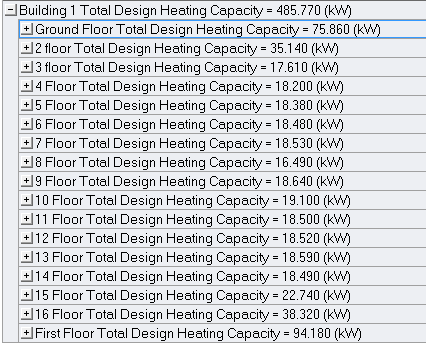 Building 1 Total Design Heating Capacity = 485.770 (kW)
Ground Floor Total Design Heating Capacity = 75.860 (kW)
2 floor Total Design Heating Capacity = 35.140 (kW)
3 floor Total Design Heating Capacity = 17.610 (kW)
4 Floor Total Design Heating Capacity = 18.200 (kW)
5 Floor Total Design Heating Capacity = 18.380 (kW)
6 Floor Total Design Heating Capacity = 18.480 (kW)
7 Floor Total Design Heating Capacity = 18.530 (kW)
8 Floor Total Design Heating Capacity = 16.490 (kW)
9 Floor Total Design Heating Capacity = 18.640 (kW)
10 Floor Total Design Heating Capacity = 19.100 (kW)
11 Floor Total Design Heating Capacity = 18.500 (kW)
12 Floor Total Design Heating Capacity = 18.520 (kW)
13 Floor Total Design Heating Capacity = 18.590 (kW)
14 Floor Total Design Heating Capacity = 18.490 (kW)
15 Floor Total Design Heating Capacity = 22.740 (kW)
16 Floor Total Design Heating Capacity = 38.320 (kW)
First Floor Total Design Heating Capacity = 94.180 (kW)